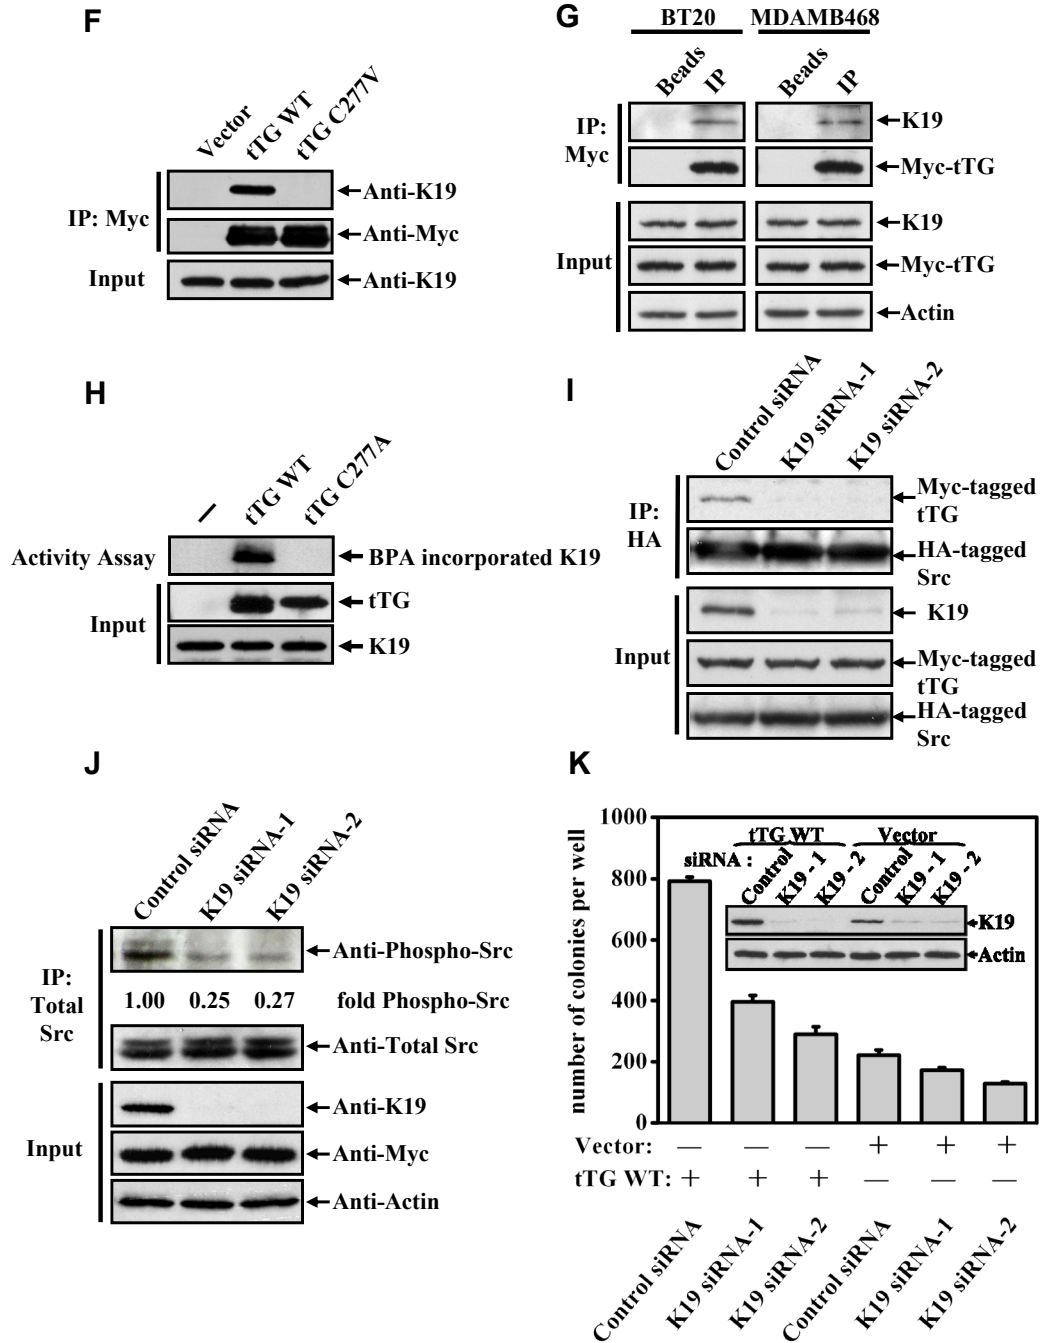 F
Vector
tTG WT
tTG C277V
IP: Myc
Anti-K19
Anti-Myc
Input
Anti-K19
G
BT20
MDAMB468
Beads
IP
Beads
IP
IP:
Myc
K19
Myc-tTG
Input
K19
Myc-tTG
Actin
H
—
tTG WT
tTG C277A
Activity Assay
BPA incorporated K19
Input
tTG
K19
I
Control siRNA
K19 siRNA-1
K19 siRNA-2
IP:
HA
Myc-tagged
tTG
HA-tagged
Src
Input
K19
Myc-tagged
tTG
HA-tagged
Src
J
Control siRNA
K19 siRNA-1
K19 siRNA-2
IP:
Total
Src
Anti-Phospho-Src
1.00 0.25 0.27 fold Phospho-Src
Anti-Total Src
Input
Anti-K19
Anti-Myc
Anti-Actin
K
number of colonies per well
1000
800
600
400
200
0
tTG WT Vector
siRNA :
Control
K19 - 1
K19 - 2
Control
K19 - 1
K19 - 2
K19
Actin
Vector: — — — + + +
tTG WT: + + + — — —
Control siRNA
K19 siRNA-1
K19 siRNA-2
Control siRNA
K19 siRNA-1
K19 siRNA-2